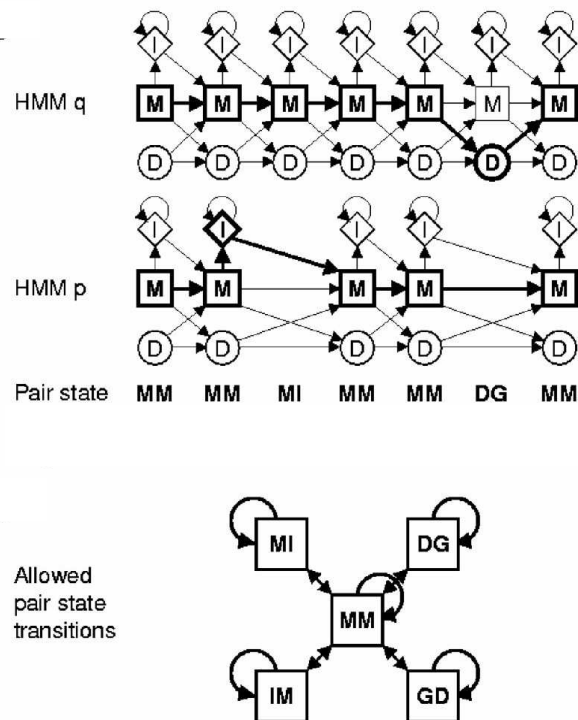 I I I I I I I
HMM q M M M M M M M
D D D D D D D
I I I I I
HMM p M M M M M
D D D D D
Pair state MM MM MI MM MM DG MM
MI DG
Allowed
pair state
transitions
MM
IM GD